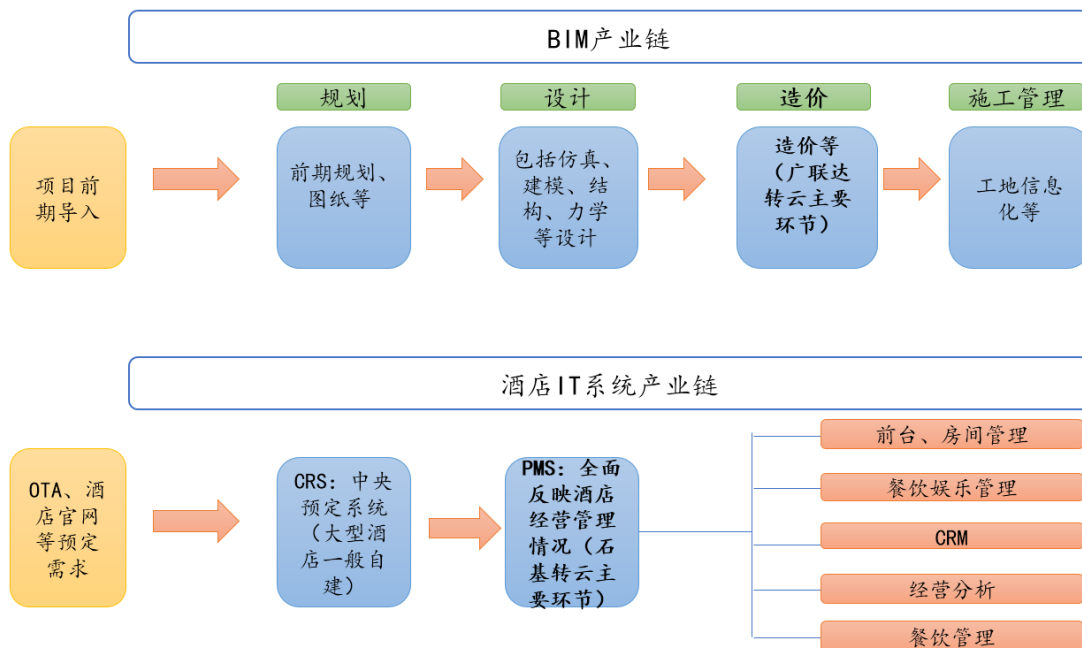 BIM产业链
规划
设计
造价
施工管理
项目前
期导入
前期规划、
图纸等
包括仿真、
建模、结
构、力学
等设计
造价等
（广联达
转云主要
环节）
工地信息
化等
酒店IT系统产业链
OTA、酒
店官网
等预定
需求
CRS：中央
预定系统
（大型酒
店一般自
建）
PMS：全面
反映酒店
经营管理
情况（石
基转云主
要环节）
前台、房间管理
餐饮娱乐管理
CRM
经营分析
餐饮管理